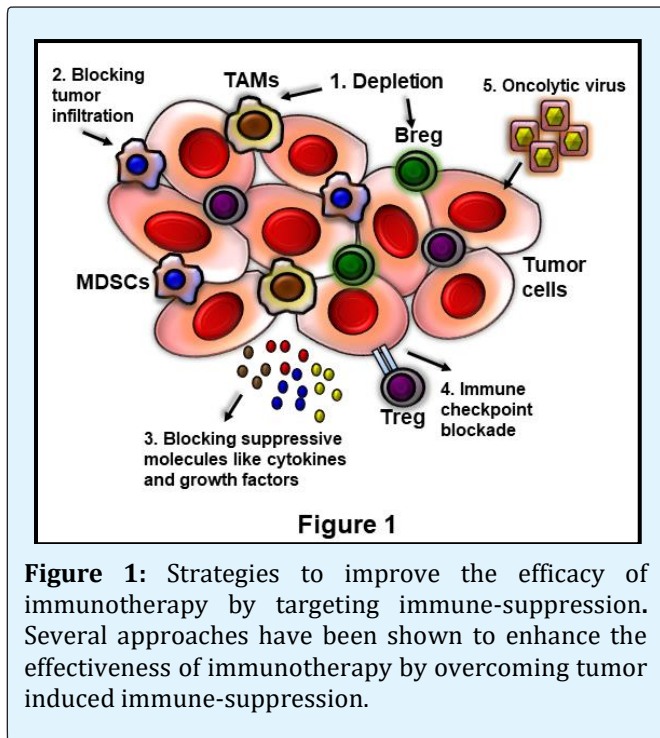 2. Blocking
tumor
infiltration
TAMs
1. Depletion
Breg
5. Oncolytic virus
MDSCs
Tumor
cells
3. Blocking suppressive
molecules like cytokines
and growth factors
Treg
4. Immune
checkpoint
blockade
Figure 1
Figure 1: Strategies to improve the efficacy of
immunotherapy by targeting immune-suppression.
Several approaches have been shown to enhance the
effectiveness of immunotherapy by overcoming tumor
induced immune-suppression.